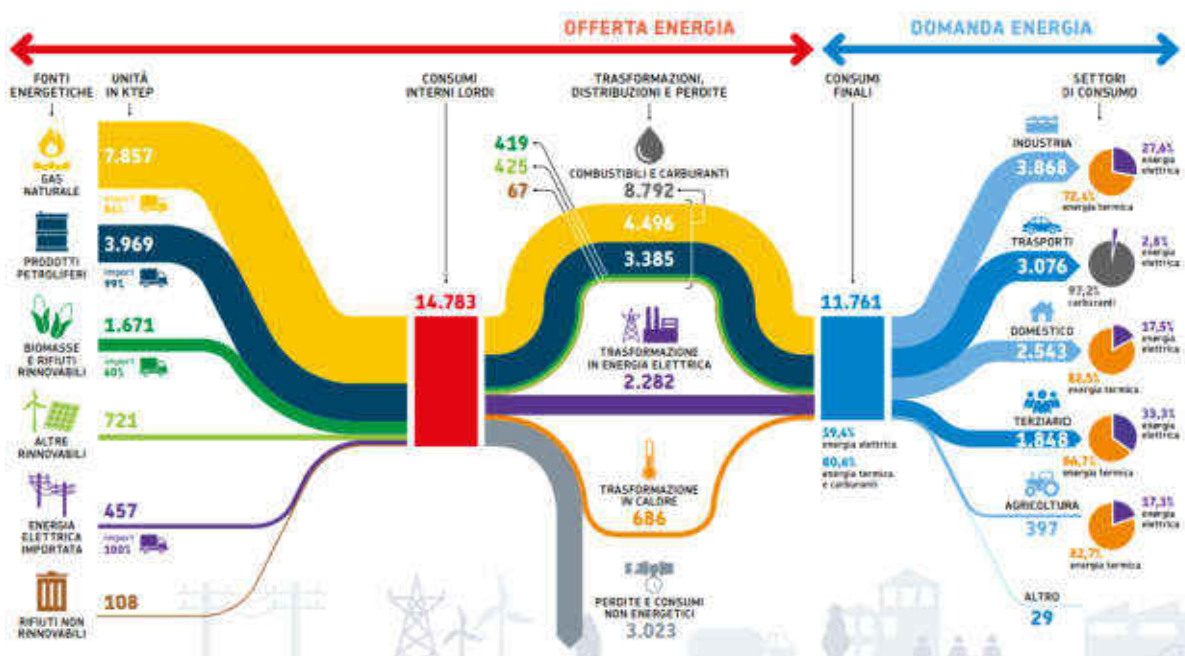 OFFERTA ENERGIA
DOMANDA ENERGIA
FONTI
ENERGETICHE
UNITÀ
IN KTEP
CONSUMI
INTERNI LORDI
TRASFORMAZIONI,
DISTRIBUZIONI E PERDITE
CONSUMI
FINALI
SETTORI
DI CONSUMO
GAS
NATURALE
7.857
import
PRODOTTI
PETROLIFERI
3.969
import
99%
BIOMASSE
E RIFIUTI
RINNOVABILI
1.671
import
60%
ALTRE
RINNOVABILI
721
ENERGIA
ELETTRICA
IMPORTATA
457
import
100%
RIFIUTI NON
RINNOVABILI
108
14.783
419
425
67
COMBUSTIBILI E CARBURANTI
8.792
4.496
3.385
TRASFORMAZIONE
IN ENERGIA ELETTRICA
2.282
TRASFORMAZIONE
IN CALORE
686
PERDITE E CONSUMI
NON ENERGETICI
3.023
11.761
19,4%
energia elettrica
80,6%
energia termica
e carburanti
INDUSTRIA
3.868
27,6%
energia
elettrica
72,4%
energia termica
TRASPORTI
3.076
2,8%
energia
elettrica
97,2%
carburanti
DOMESTICO
2.543
17,5%
energia
elettrica
82,5%
energia termica
TERZIARIO
1.848
33,3%
energia
elettrica
66,7%
energia termica
AGRICOLTURA
397
17,3%
energia
elettrica
82,7%
energia termica
ALTRO
29